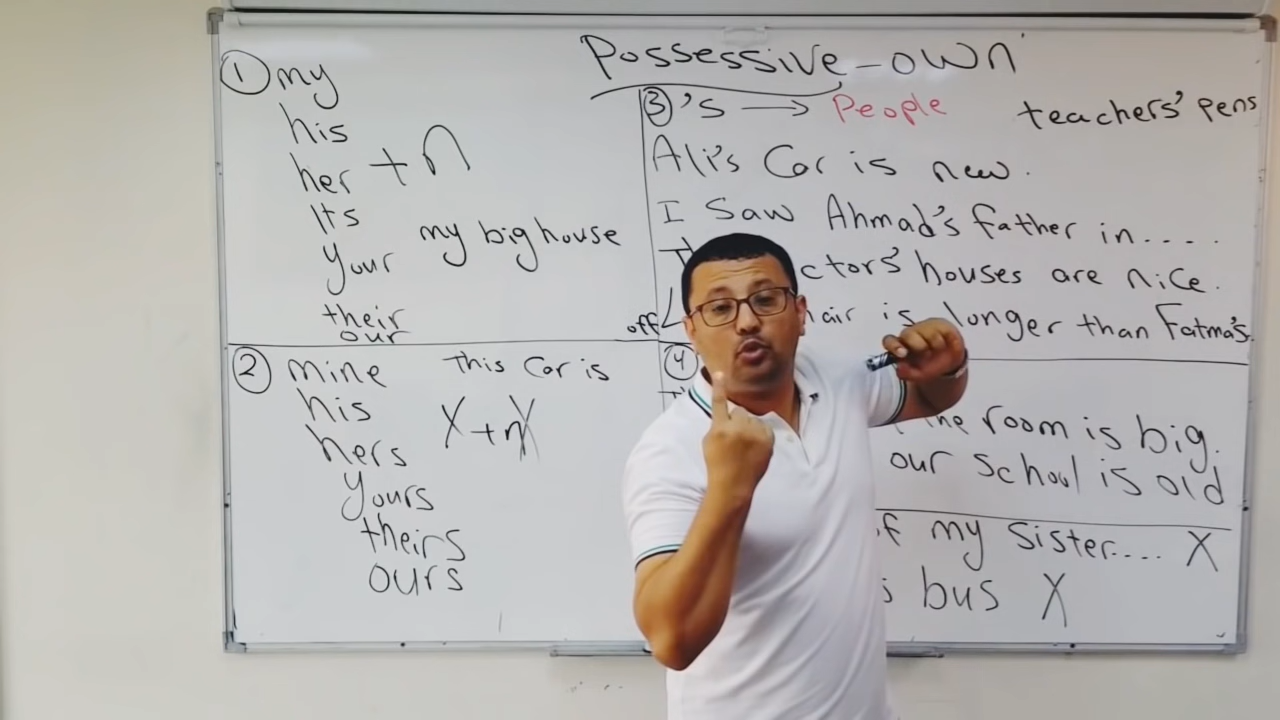 Possessive - own
① my
his
her + n
Its
your my big house
their
our
② mine This Car is
his X + n X
hers
yours
theirs
ours
③ 's → People teachers' pens
Ali's Car is new.
I Saw Ahmad's father in.....
ctors' houses are nice.
hair is longer than Fatma's.
off
④
the room is big.
our School is old
of my sister.... X
bus X